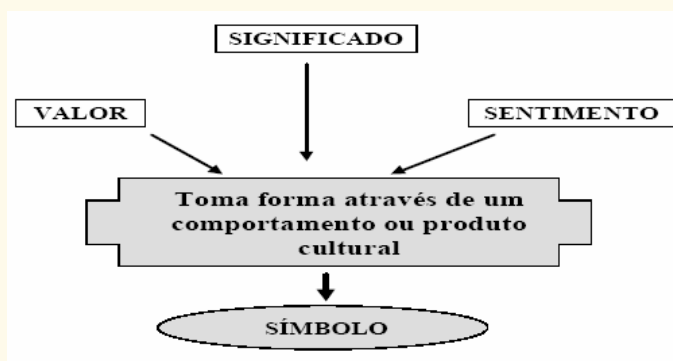 SIGNIFICADO
VALOR
SENTIMENTO
Toma forma através de um
comportamento ou produto
cultural
SÍMBOLO